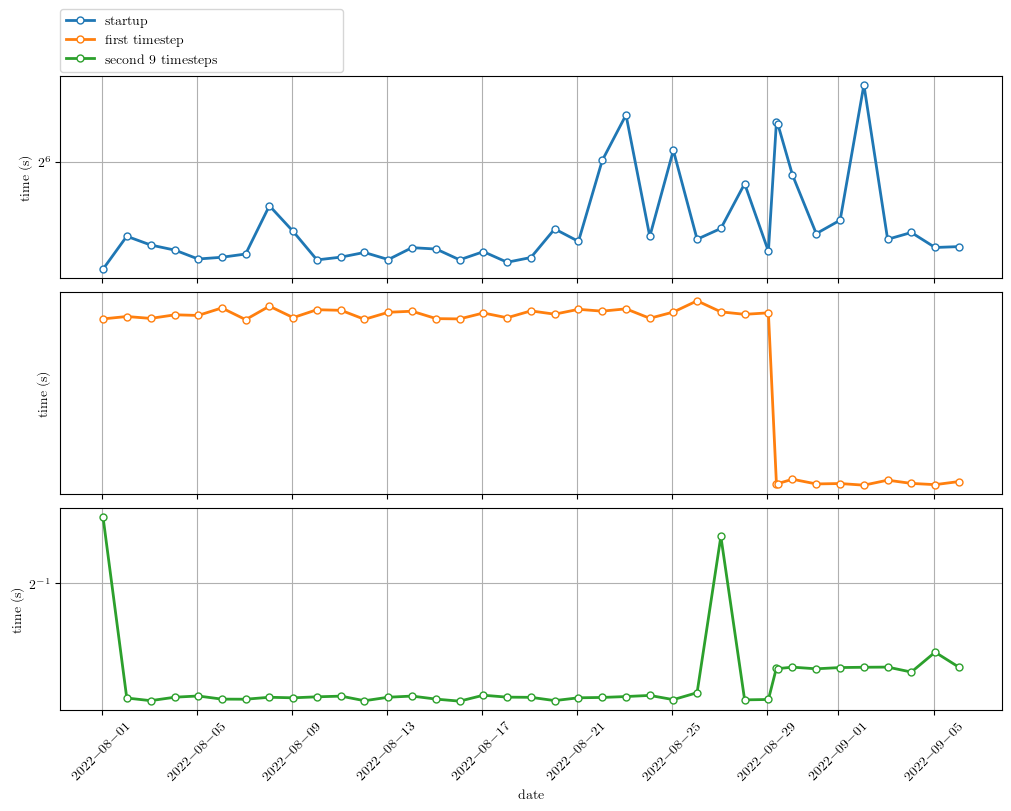 startup
first timestep
second 9 timesteps
time (s)
2⁶
time (s)
time (s)
2⁻¹
2022−08−01
2022−08−05
2022−08−09
2022−08−13
2022−08−17
2022−08−21
2022−08−25
2022−08−29
2022−09−01
2022−09−05
date